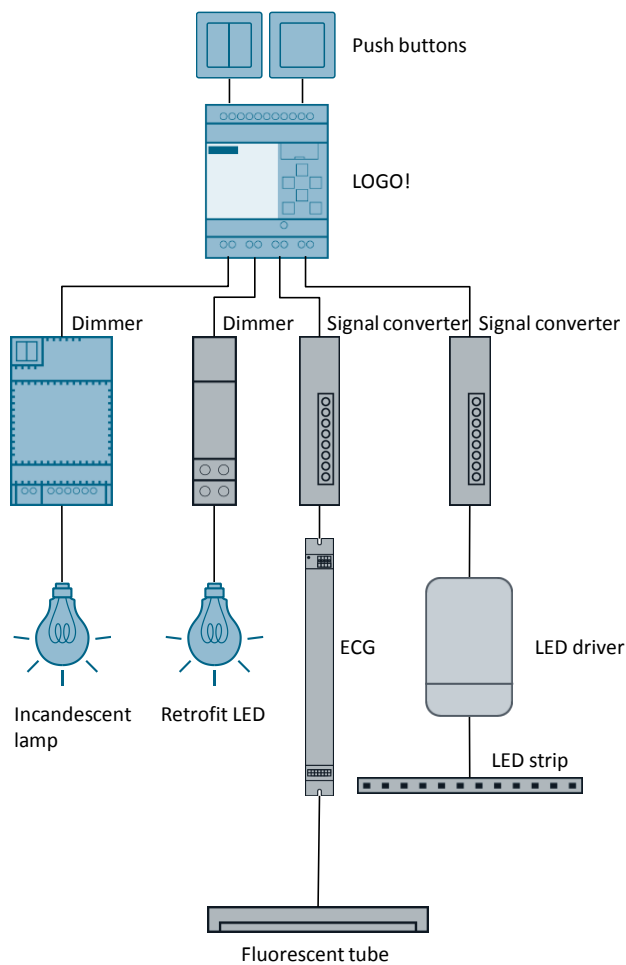 Push buttons
LOGO!
Dimmer
Dimmer
Signal converter
Signal converter
ECG
LED driver
Incandescent
lamp
Retrofit LED
LED strip
Fluorescent tube